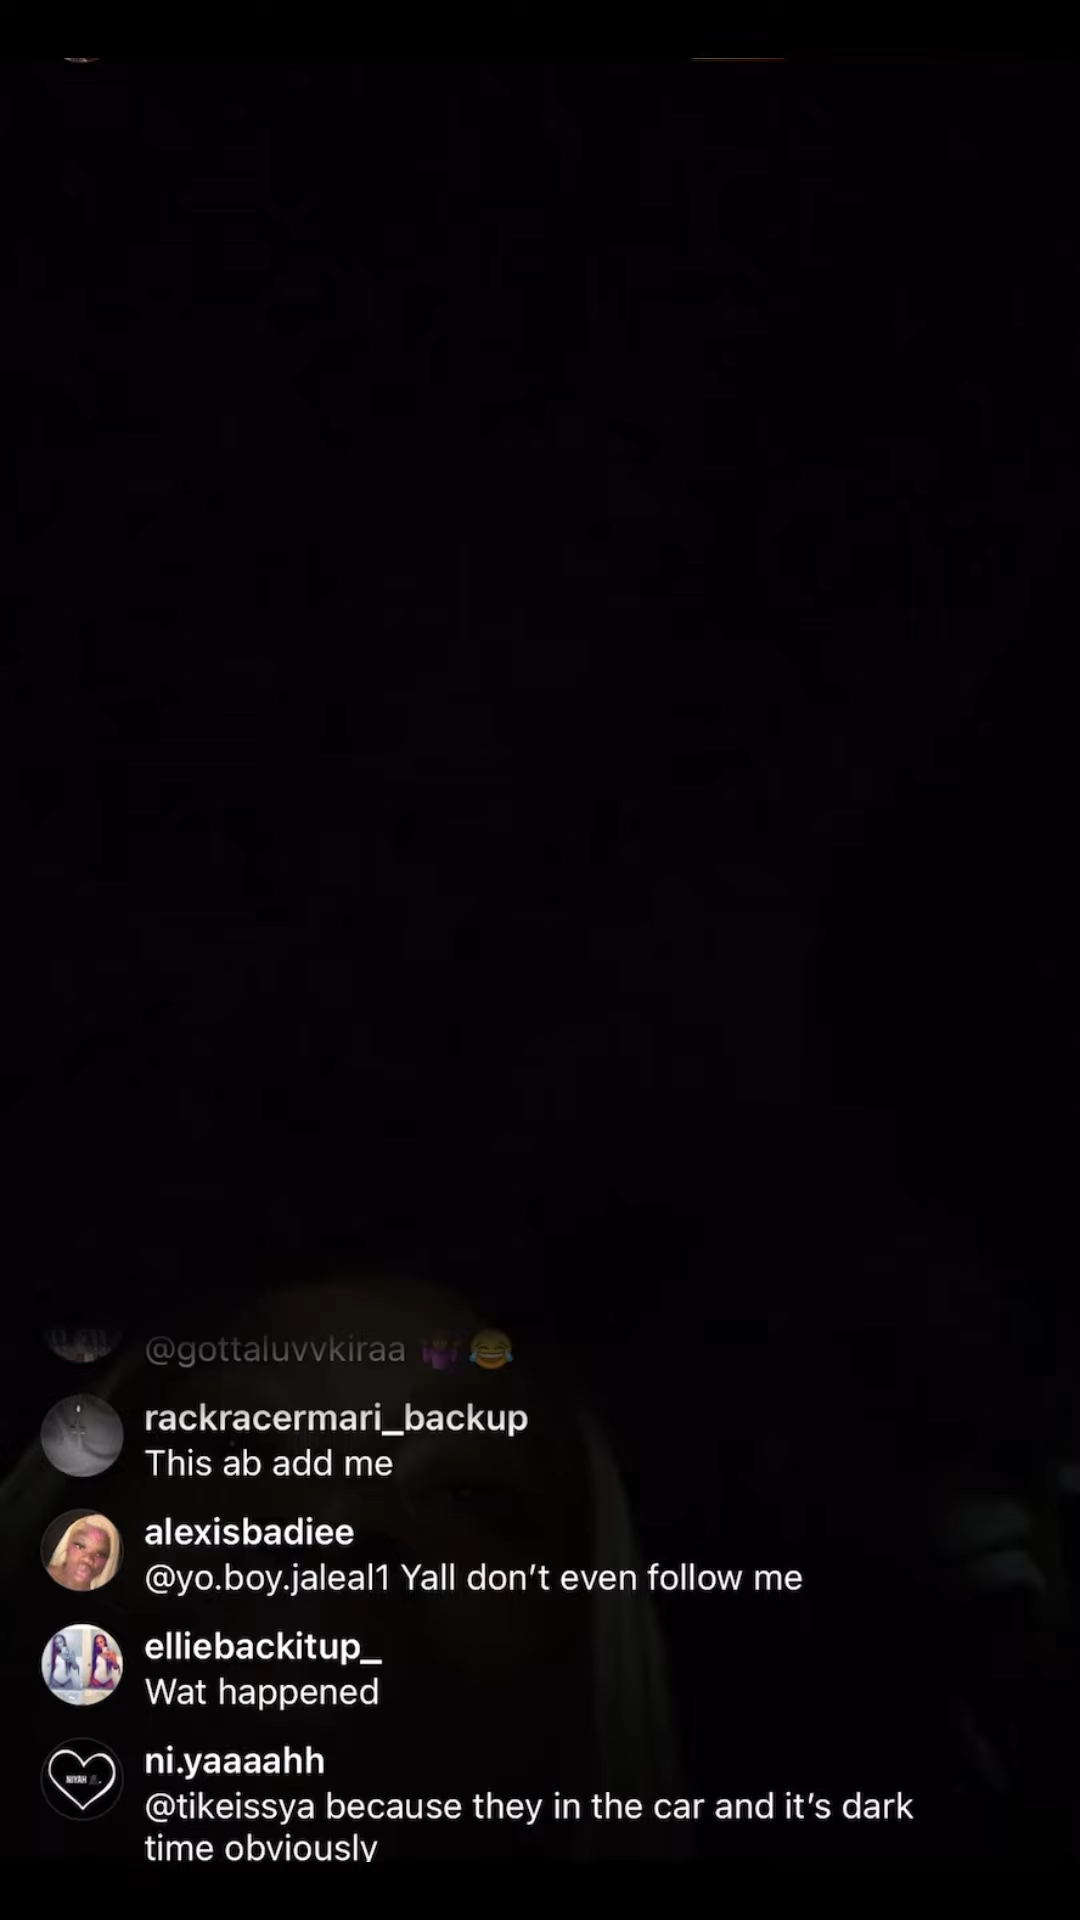 @gottaluvvkiraa 🤷🏾‍♀️😂
rackracermari_backup
This ab add me
alexisbadiee
@yo.boy.jaleal1 Yall don’t even follow me
elliebackitup_
Wat happened
NIYAH
ni.yaaaahh
@tikeissya because they in the car and it’s dark
time obviously